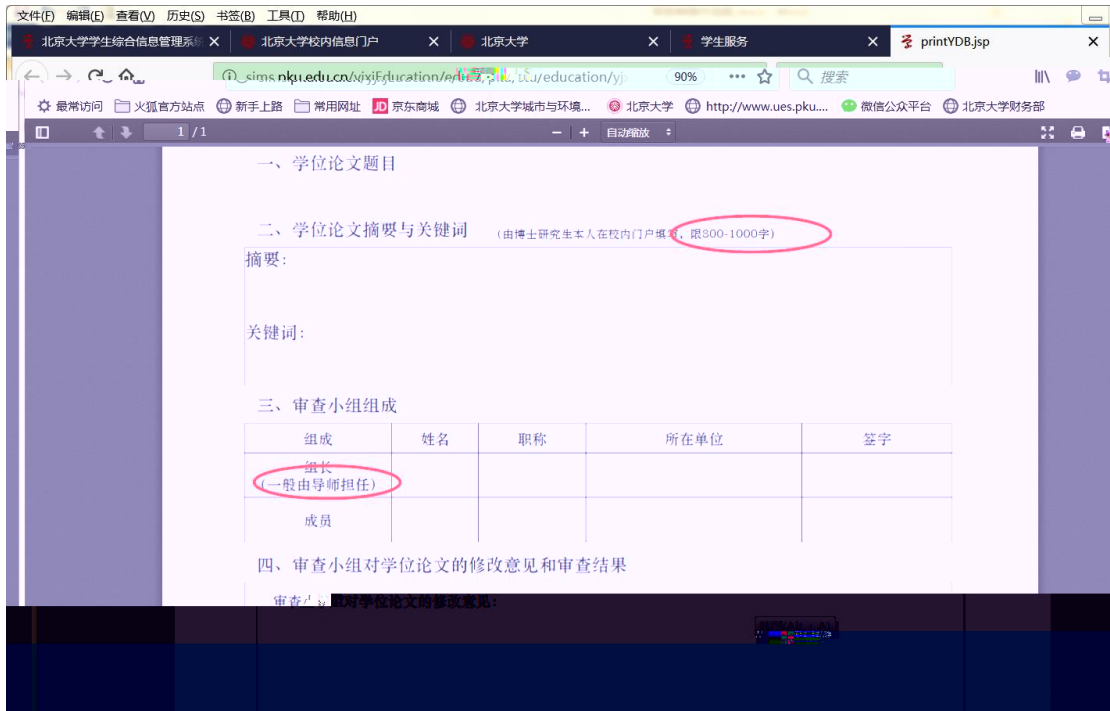 文件(F) 编辑(E) 查看(V) 历史(S) 书签(B) 工具(T) 帮助(H)
北京大学学生综合信息管理系统 北京大学校内信息门户 北京大学 学生服务 printYDB.jsp
90% 搜索
最常访问 火狐官方站点 新手上路 常用网址 JD 京东商城 北京大学城市与环境... 北京大学 http://www.ues.pku.... 微信公众平台 北京大学财务部
1 / 1 自动缩放
一、学位论文题目
二、学位论文摘要与关键词 (由博士研究生本人在校内门户填写，限800-1000字)
摘要:
关键词:
三、审查小组组成
组成 姓名 职称 所在单位 签字
组长
(一般由导师担任)
成员
四、审查小组对学位论文的修改意见和审查结果
审查小组对学位论文的修改意见: